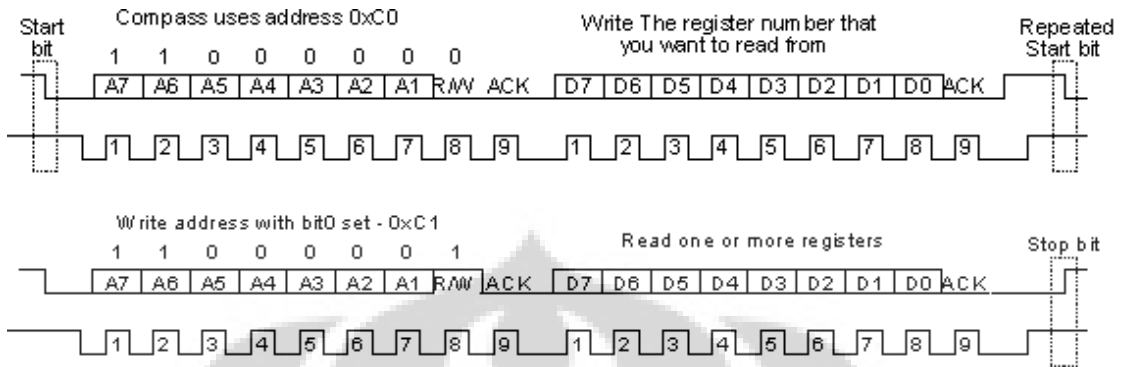 Start
bit
Compass uses address 0xC0
Write The register number that
you want to read from
Repeated
Start bit
1 1 0 0 0 0 0 0
A7 A6 A5 A4 A3 A2 A1 R/W ACK D7 D6 D5 D4 D3 D2 D1 D0 ACK
1 2 3 4 5 6 7 8 9 1 2 3 4 5 6 7 8 9
Write address with bit0 set - 0xC1
Read one or more registers
Stop bit
1 1 0 0 0 0 0 1
A7 A6 A5 A4 A3 A2 A1 R/W ACK D7 D6 D5 D4 D3 D2 D1 D0 ACK
1 2 3 4 5 6 7 8 9 1 2 3 4 5 6 7 8 9